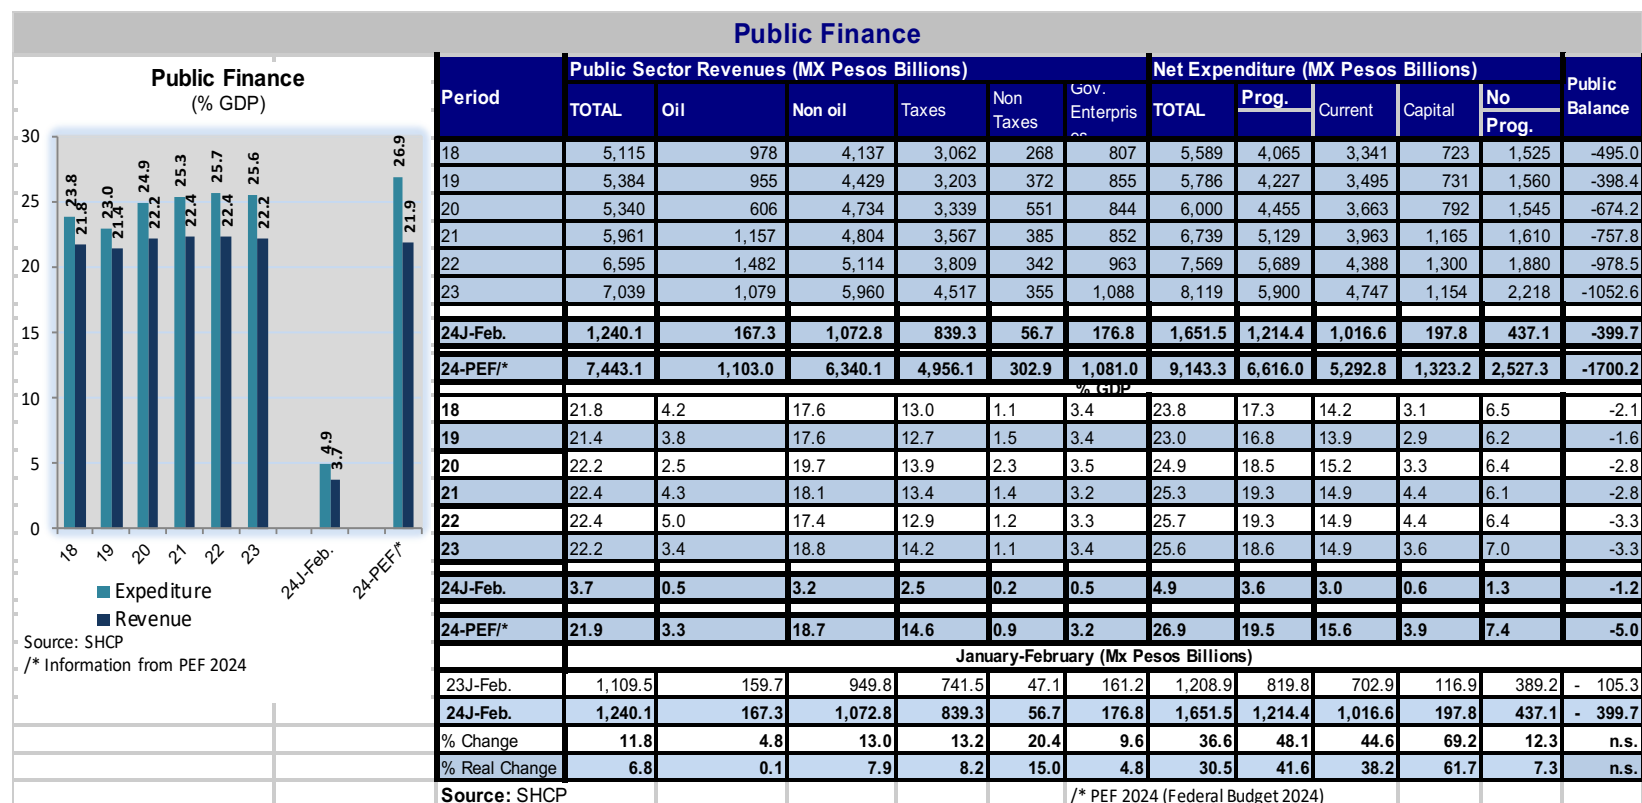 Public Finance
Public Finance
(% GDP)
30
25
20
15
10
5
0
23.8
21.8
23.0
21.4
24.9
22.2
25.3
22.4
25.7
22.4
25.6
22.2
4.9
3.7
26.9
21.9
18
19
20
21
22
23
24J-Feb.
24-PEF/*
Expediture
Revenue
Source: SHCP
/* Information from PEF 2024
Period Public Sector Revenues (MX Pesos Billions) Net Expenditure (MX Pesos Billions) Public Balance
TOTAL Oil Non oil Taxes Non Taxes Gov. Enterprises TOTAL Prog. Current Capital No Prog.
18 5,115 978 4,137 3,062 268 807 5,589 4,065 3,341 723 1,525 -495.0
19 5,384 955 4,429 3,203 372 855 5,786 4,227 3,495 731 1,560 -398.4
20 5,340 606 4,734 3,339 551 844 6,000 4,455 3,663 792 1,545 -674.2
21 5,961 1,157 4,804 3,567 385 852 6,739 5,129 3,963 1,165 1,610 -757.8
22 6,595 1,482 5,114 3,809 342 963 7,569 5,689 4,388 1,300 1,880 -978.5
23 7,039 1,079 5,960 4,517 355 1,088 8,119 5,900 4,747 1,154 2,218 -1052.6
24J-Feb. 1,240.1 167.3 1,072.8 839.3 56.7 176.8 1,651.5 1,214.4 1,016.6 197.8 437.1 -399.7
24-PEF/* 7,443.1 1,103.0 6,340.1 4,956.1 302.9 1,081.0 9,143.3 6,616.0 5,292.8 1,323.2 2,527.3 -1700.2
% GDP
18 21.8 4.2 17.6 13.0 1.1 3.4 23.8 17.3 14.2 3.1 6.5 -2.1
19 21.4 3.8 17.6 12.7 1.5 3.4 23.0 16.8 13.9 2.9 6.2 -1.6
20 22.2 2.5 19.7 13.9 2.3 3.5 24.9 18.5 15.2 3.3 6.4 -2.8
21 22.4 4.3 18.1 13.4 1.4 3.2 25.3 19.3 14.9 4.4 6.1 -2.8
22 22.4 5.0 17.4 12.9 1.2 3.3 25.7 19.3 14.9 4.4 6.4 -3.3
23 22.2 3.4 18.8 14.2 1.1 3.4 25.6 18.6 14.9 3.6 7.0 -3.3
24J-Feb. 3.7 0.5 3.2 2.5 0.2 0.5 4.9 3.6 3.0 0.6 1.3 -1.2
24-PEF/* 21.9 3.3 18.7 14.6 0.9 3.2 26.9 19.5 15.6 3.9 7.4 -5.0
January-February (Mx Pesos Billions)
23J-Feb. 1,109.5 159.7 949.8 741.5 47.1 161.2 1,208.9 819.8 702.9 116.9 389.2 - 105.3
24J-Feb. 1,240.1 167.3 1,072.8 839.3 56.7 176.8 1,651.5 1,214.4 1,016.6 197.8 437.1 - 399.7
% Change 11.8 4.8 13.0 13.2 20.4 9.6 36.6 48.1 44.6 69.2 12.3 n.s.
% Real Change 6.8 0.1 7.9 8.2 15.0 4.8 30.5 41.6 38.2 61.7 7.3 n.s.
Source: SHCP /* PEF 2024 (Federal Budget 2024)